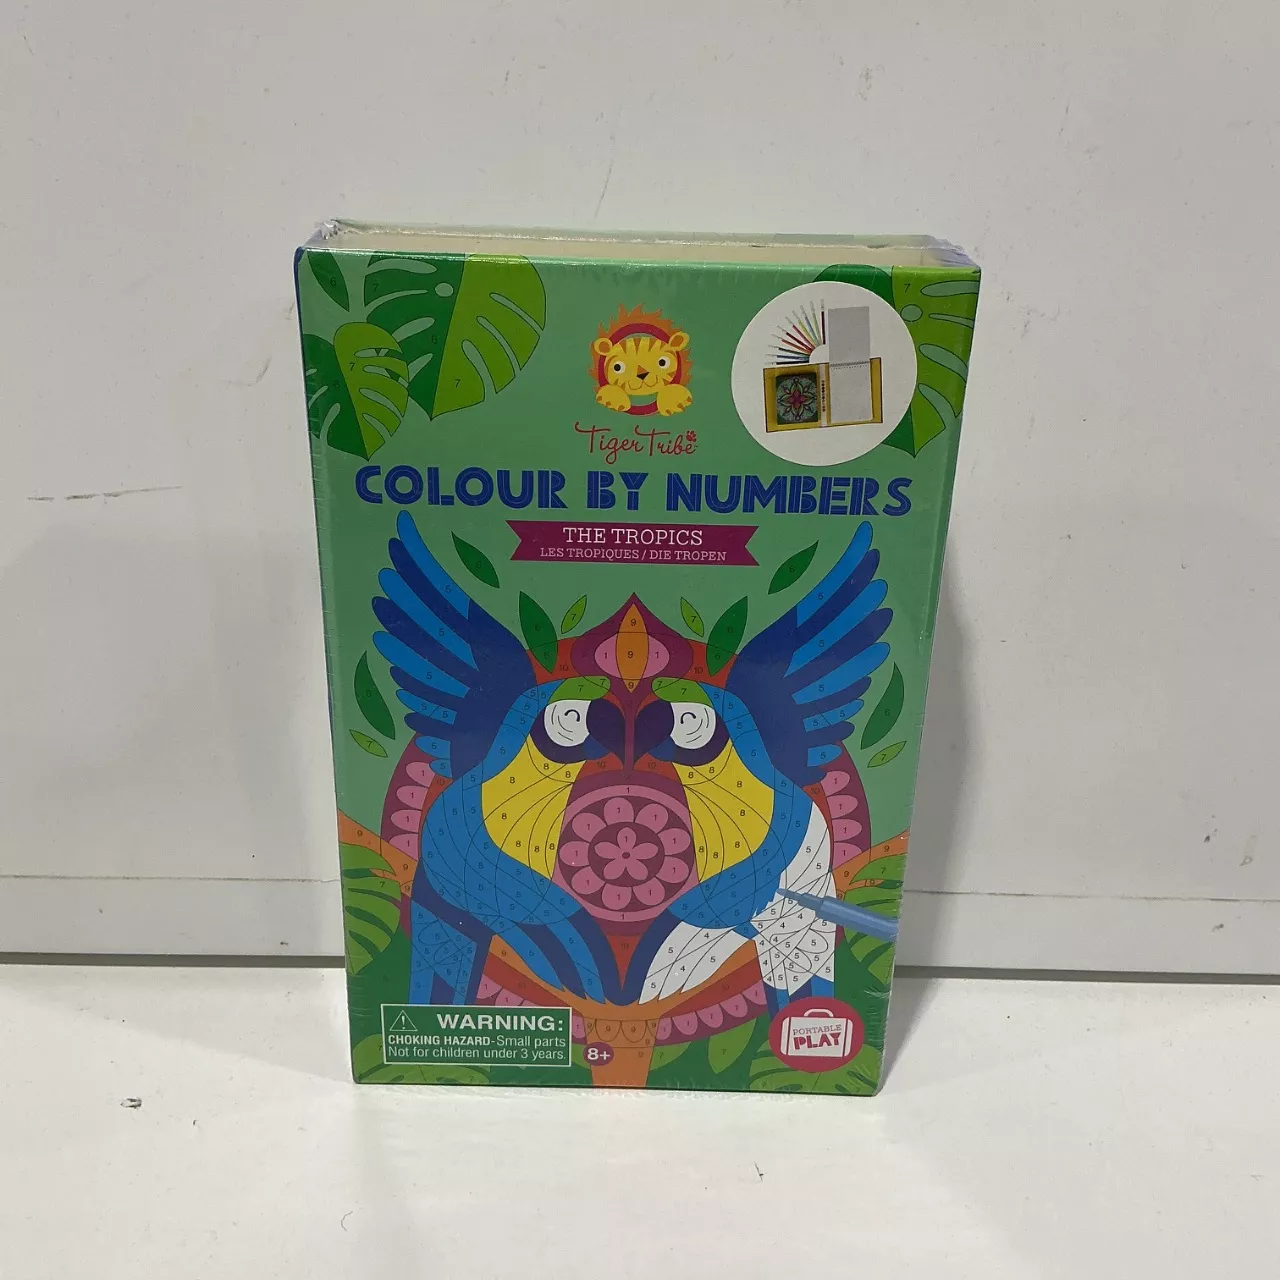 Tiger Tribe
COLOUR BY NUMBERS
THE TROPICS
LES TROPIQUES / DIE TROPEN
WARNING:
CHOKING HAZARD-Small parts
Not for children under 3 years.
8+
PORTABLE
PLAY